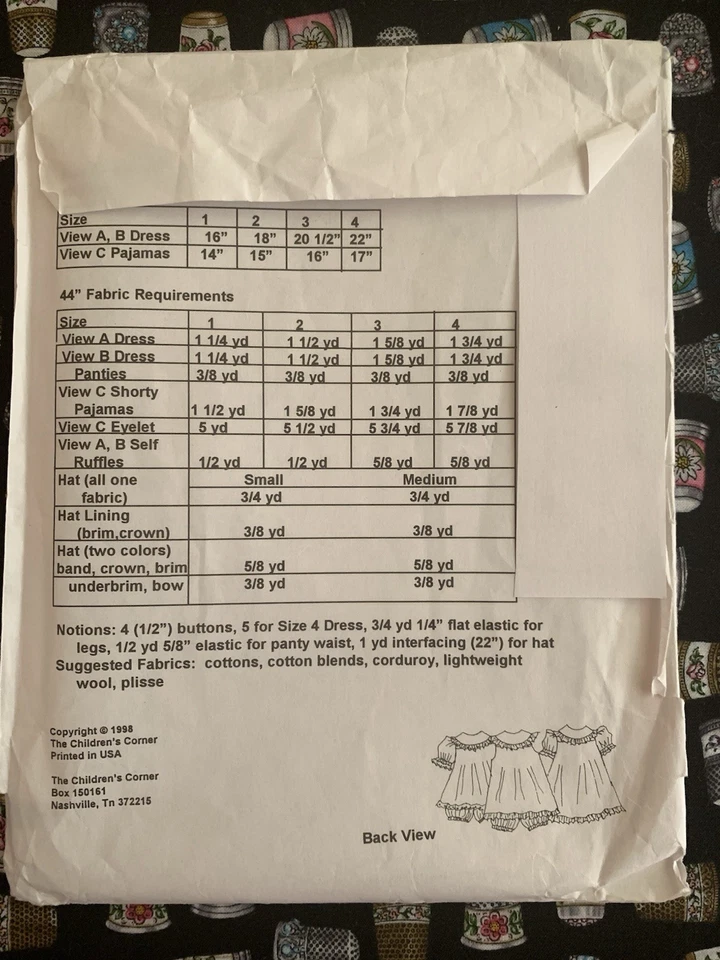 Size 1 2 3 4
View A, B Dress 16” 18” 20 1/2” 22”
View C Pajamas 14” 15” 16” 17”
44” Fabric Requirements
Size 1 2 3 4
View A Dress 1 1/4 yd 1 1/2 yd 1 5/8 yd 1 3/4 yd
View B Dress 1 1/4 yd 1 1/2 yd 1 5/8 yd 1 3/4 yd
Panties 3/8 yd 3/8 yd 3/8 yd 3/8 yd
View C Shorty
Pajamas 1 1/2 yd 1 5/8 yd 1 3/4 yd 1 7/8 yd
View C Eyelet 5 yd 5 1/2 yd 5 3/4 yd 5 7/8 yd
View A, B Self
Ruffles 1/2 yd 1/2 yd 5/8 yd 5/8 yd
Hat (all one Small Medium
fabric) 3/4 yd 3/4 yd
Hat Lining
(brim,crown) 3/8 yd 3/8 yd
Hat (two colors)
band, crown, brim 5/8 yd 5/8 yd
underbrim, bow 3/8 yd 3/8 yd
Notions: 4 (1/2”) buttons, 5 for Size 4 Dress, 3/4 yd 1/4” flat elastic for
legs, 1/2 yd 5/8” elastic for panty waist, 1 yd interfacing (22”) for hat
Suggested Fabrics: cottons, cotton blends, corduroy, lightweight
wool, plisse
Copyright © 1998
The Children's Corner
Printed in USA
The Children's Corner
Box 150161
Nashville, Tn 372215
Back View